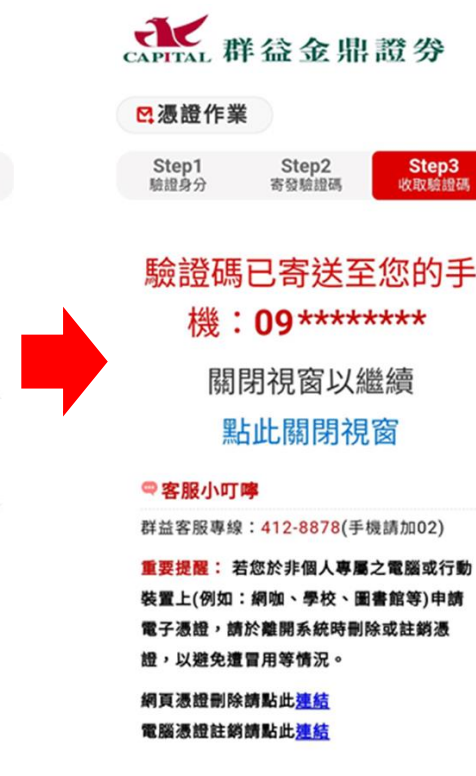 CAPITAL 群益金鼎證券
憑證作業
Step1 Step2 Step3
驗證身分 寄發驗證碼 收取驗證碼
驗證碼已寄送至您的手
機：09********
關閉視窗以繼續
點此關閉視窗
客服小叮嚀
群益客服專線：412-8878(手機請加02)
重要提醒： 若您於非個人專屬之電腦或行動
裝置上(例如：網咖、學校、圖書館等)申請
電子憑證，請於離開系統時刪除或註銷憑
證，以避免遭冒用等情況。
網頁憑證刪除請點此連結
電腦憑證註銷請點此連結